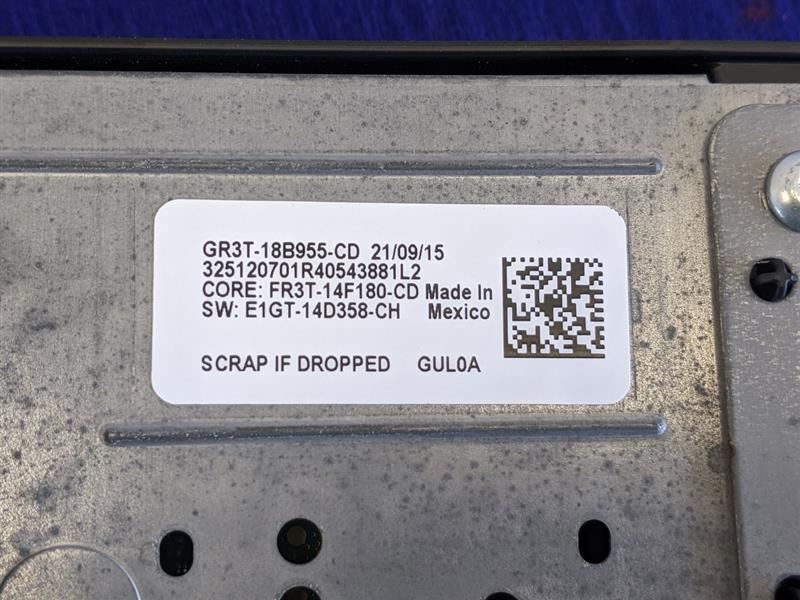 GR3T-18B955-CD 21/09/15
325120701R40543881L2
CORE: FR3T-14F180-CD Made In
SW: E1GT-14D358-CH Mexico
SCRAP IF DROPPED GUL0A